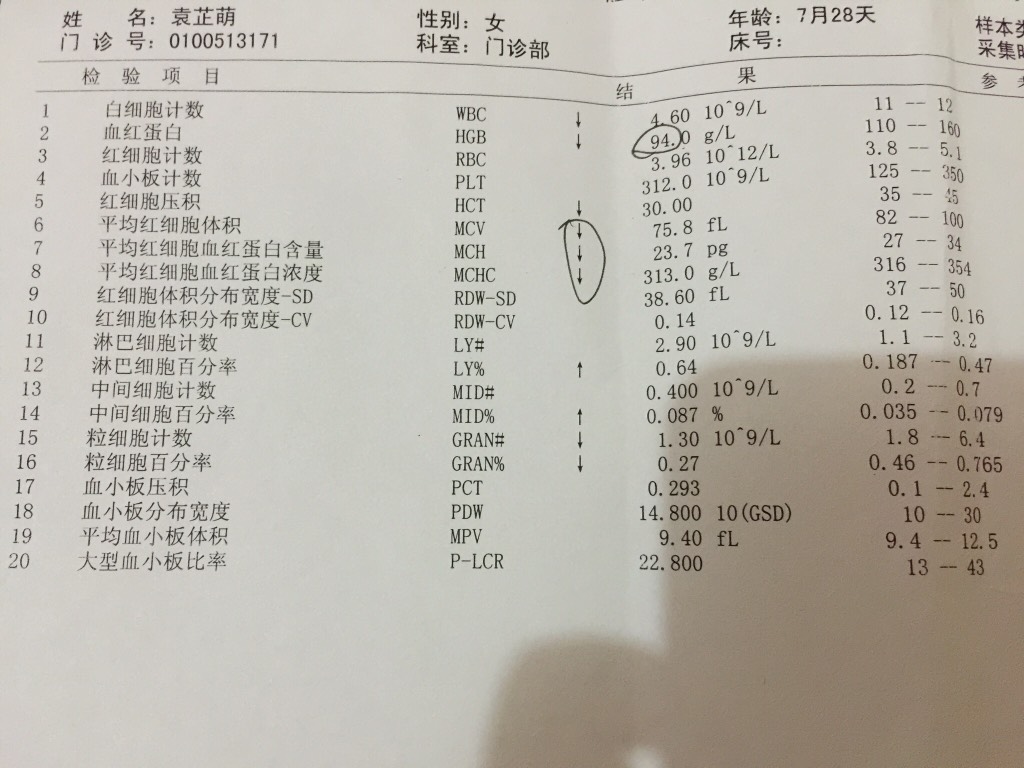 姓 名: 袁芷萌 性别: 女 年龄: 7月28天
门诊号: 0100513171 科室: 门诊部 床号: 样本类
采集时
检 验 项 目 结 果 参 考
1 白细胞计数 WBC ↓ 4.60 10^9/L 11 -- 12
2 血红蛋白 HGB ↓ 94.0 g/L 110 -- 160
3 红细胞计数 RBC 3.96 10^12/L 3.8 -- 5.1
4 血小板计数 PLT 312.0 10^9/L 125 -- 350
5 红细胞压积 HCT ↓ 30.00 35 -- 45
6 平均红细胞体积 MCV ↓ 75.8 fL 82 -- 100
7 平均红细胞血红蛋白含量 MCH ↓ 23.7 pg 27 -- 34
8 平均红细胞血红蛋白浓度 MCHC ↓ 313.0 g/L 316 -- 354
9 红细胞体积分布宽度-SD RDW-SD 38.60 fL 37 -- 50
10 红细胞体积分布宽度-CV RDW-CV 0.14 0.12 -- 0.16
11 淋巴细胞计数 LY# 2.90 10^9/L 1.1 -- 3.2
12 淋巴细胞百分率 LY% ↑ 0.64 0.187 -- 0.47
13 中间细胞计数 MID# 0.400 10^9/L 0.2 -- 0.7
14 中间细胞百分率 MID% ↑ 0.087 % 0.035 -- 0.079
15 粒细胞计数 GRAN# ↓ 1.30 10^9/L 1.8 -- 6.4
16 粒细胞百分率 GRAN% ↓ 0.27 0.46 -- 0.765
17 血小板压积 PCT 0.293 0.1 -- 2.4
18 血小板分布宽度 PDW 14.800 10(GSD) 10 -- 30
19 平均血小板体积 MPV 9.40 fL 9.4 -- 12.5
20 大型血小板比率 P-LCR 22.800 13 -- 43